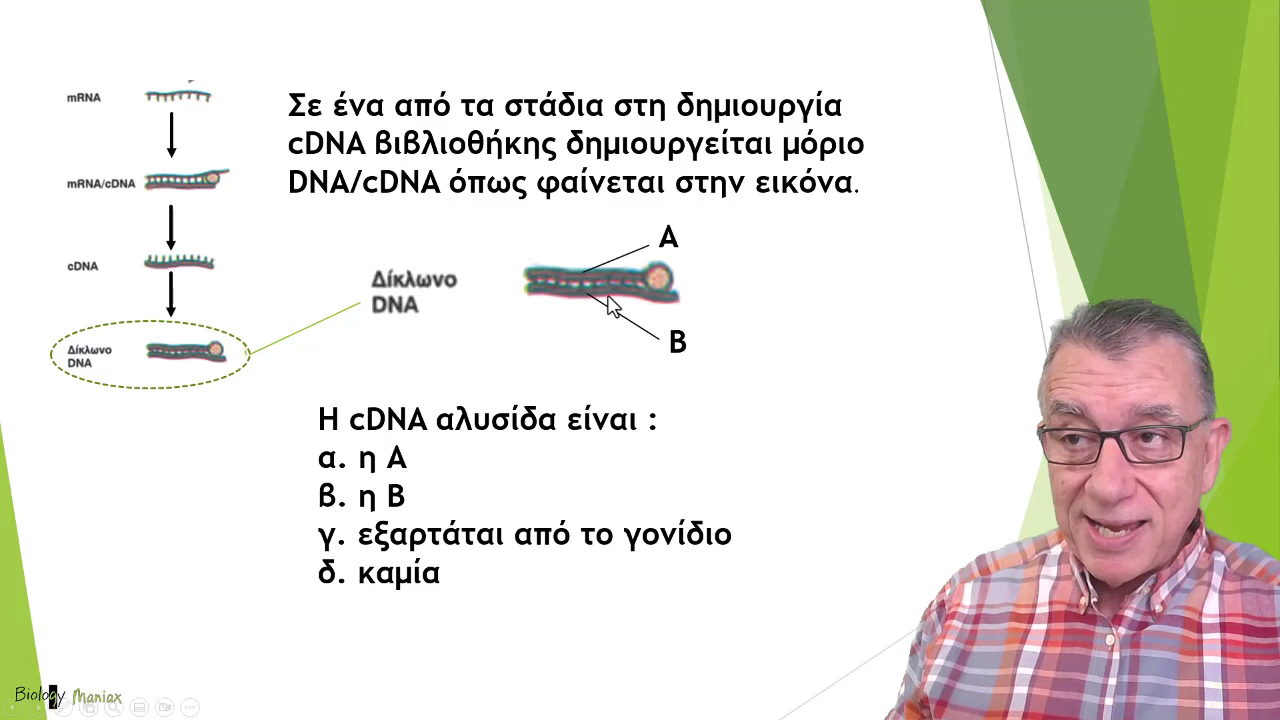 mRNA
mRNA/cDNA
cDNA
Δίκλωνο
DNA
Σε ένα από τα στάδια στη δημιουργία
cDNA βιβλιοθήκης δημιουργείται μόριο
DNA/cDNA όπως φαίνεται στην εικόνα.
Δίκλωνο
DNA
A
B
Η cDNA αλυσίδα είναι :
α. η Α
β. η Β
γ. εξαρτάται από το γονίδιο
δ. καμία
Biology Maniax